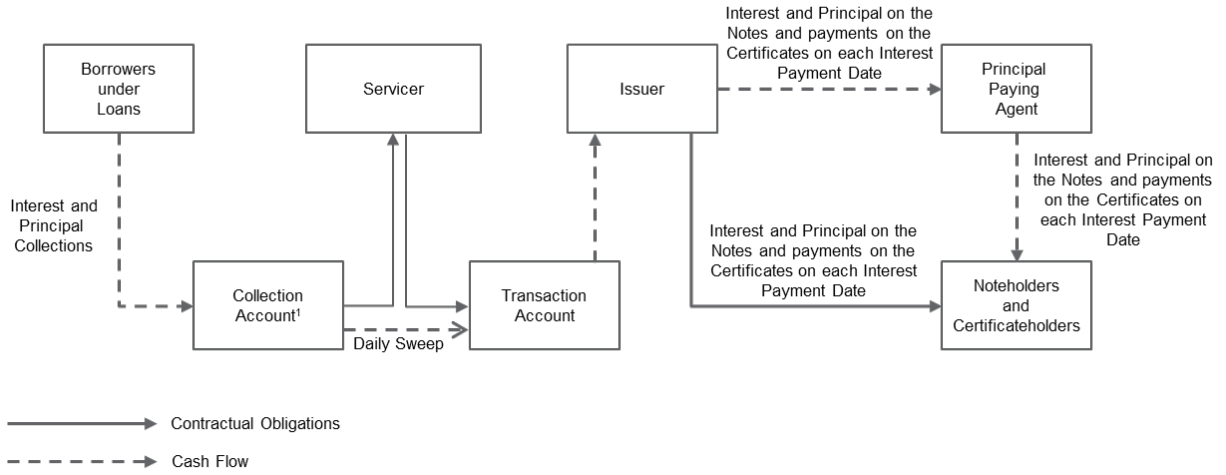 Borrowers
under
Loans
Servicer
Issuer
Interest and Principal on the
Notes and payments on the
Certificates on each Interest
Payment Date
Principal
Paying
Agent
Interest and
Principal
Collections
Interest and Principal on
the Notes and payments
on the Certificates on
each Interest Payment
Date
Interest and Principal on the
Notes and payments on the
Certificates on each Interest
Payment Date
Collection
Account¹
Daily Sweep
Transaction
Account
Noteholders
and
Certificateholders
Contractual Obligations
Cash Flow